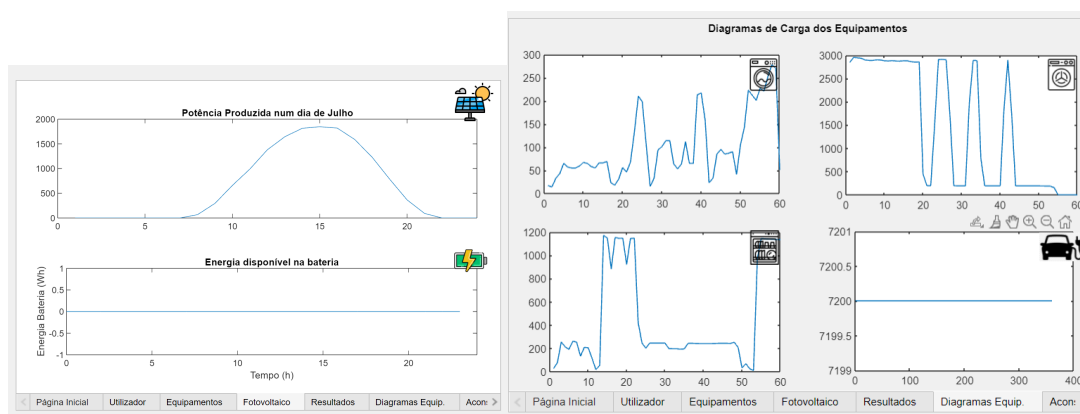 Potência Produzida num dia de Julho
2000
1500
1000
500
0
0 5 10 15 20
Energia disponível na bateria
Energia Bateria (Wh)
1
0.5
0
-0.5
-1
0 5 10 15 20
Tempo (h)
Página Inicial Utilizador Equipamentos Fotovoltaico Resultados Diagramas Equip. Acons
Diagramas de Carga dos Equipamentos
300
250
200
150
100
50
0
0 10 20 30 40 50 60
3000
2500
2000
1500
1000
500
0
0 10 20 30 40 50 60
1200
1000
800
600
400
200
0
0 10 20 30 40 50 60
7201
7200.5
7200
7199.5
7199
0 100 200 300 400
Página Inicial Utilizador Equipamentos Fotovoltaico Resultados Diagramas Equip. Acons